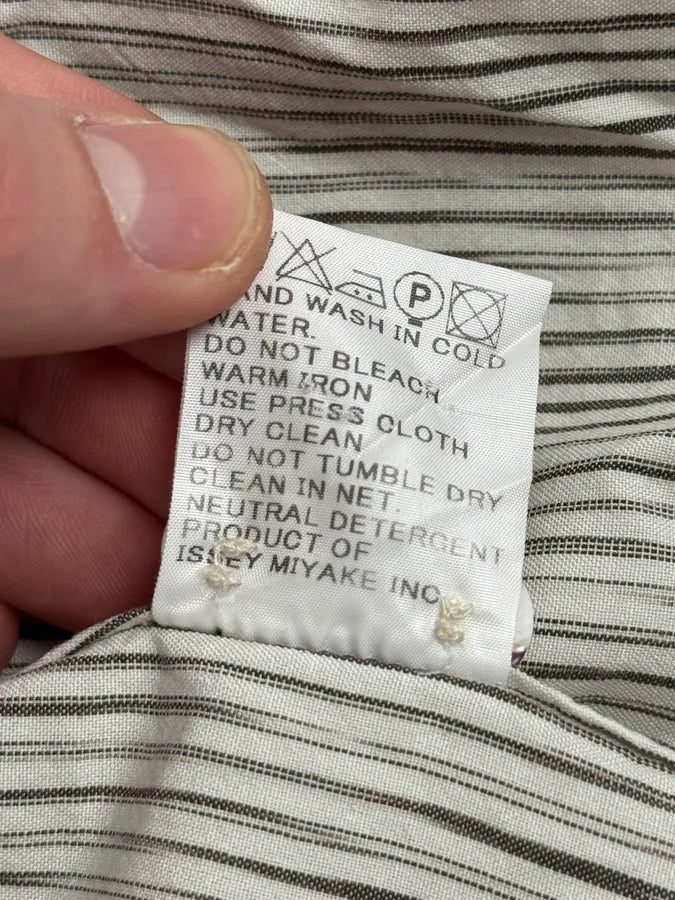 P
AND WASH IN COLD
WATER.
DO NOT BLEACH
WARM IRON
USE PRESS CLOTH
DRY CLEAN
DO NOT TUMBLE DRY
CLEAN IN NET.
NEUTRAL DETERGENT
PRODUCT OF
ISSEY MIYAKE INC